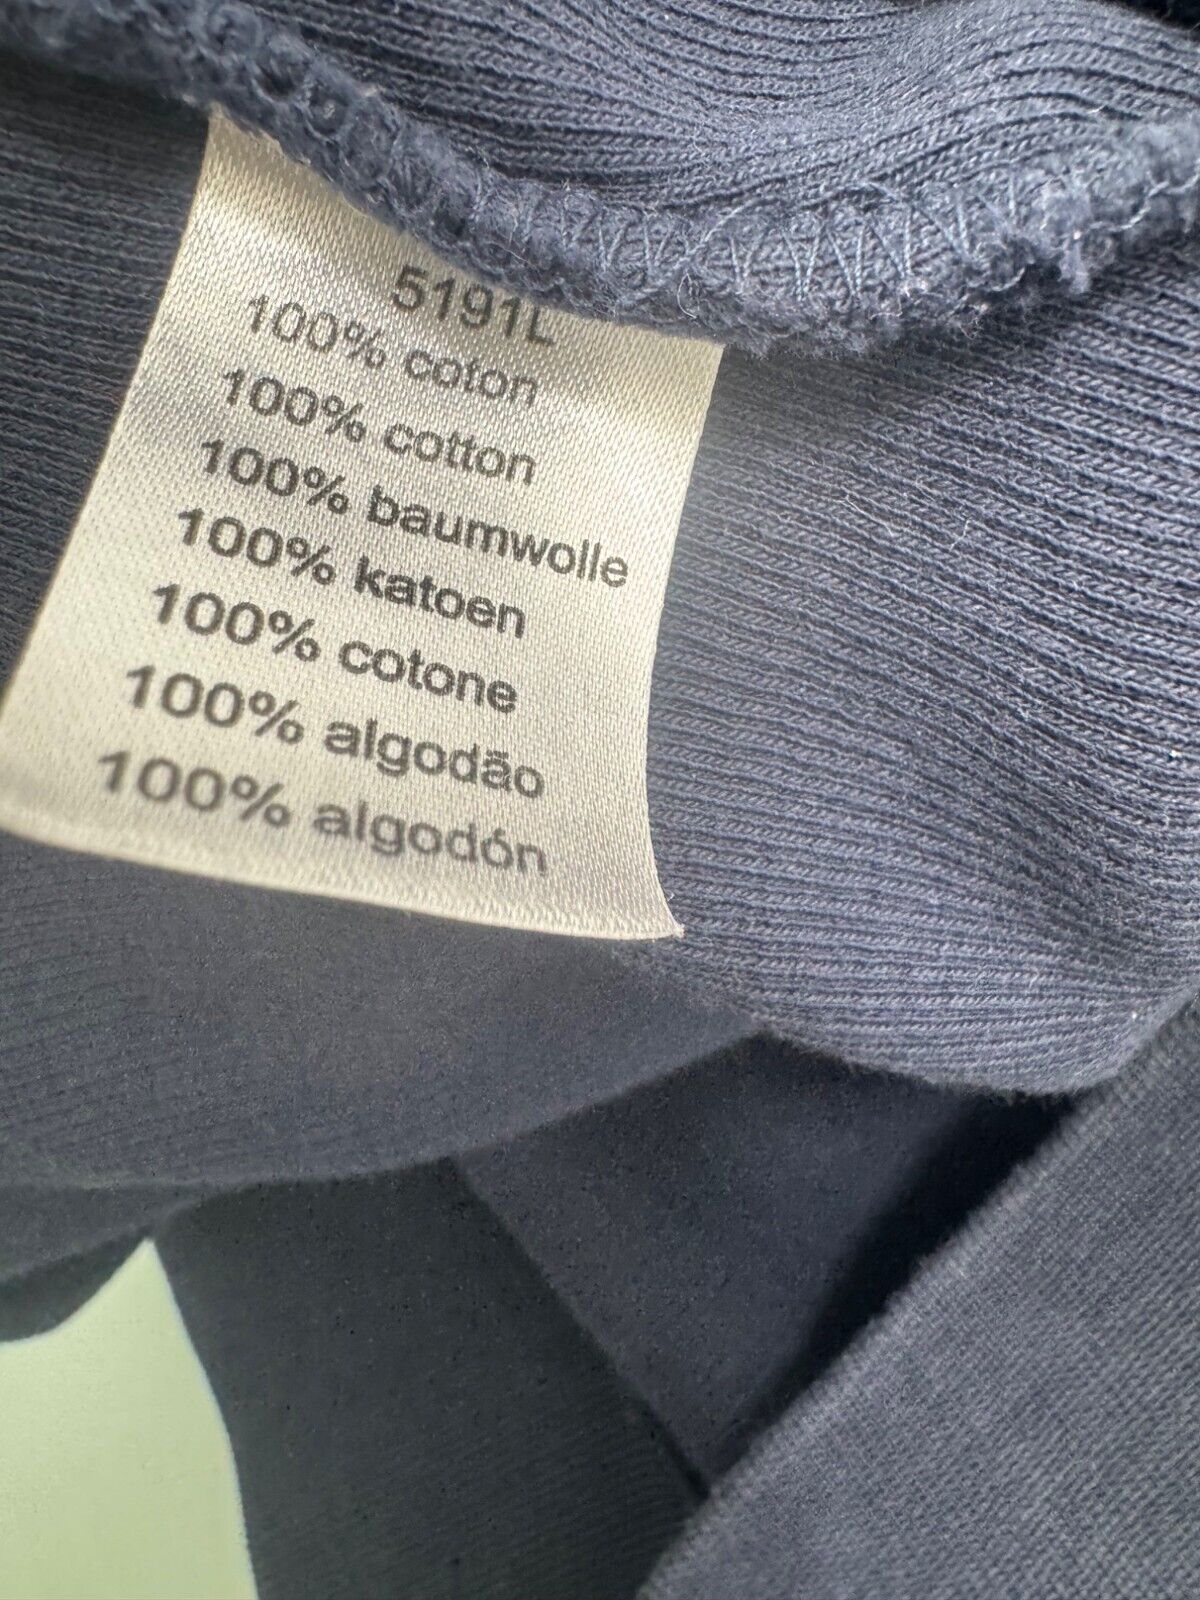 5191L
100% coton
100% cotton
100% baumwolle
100% katoen
100% cotone
100% algodão
100% algodón